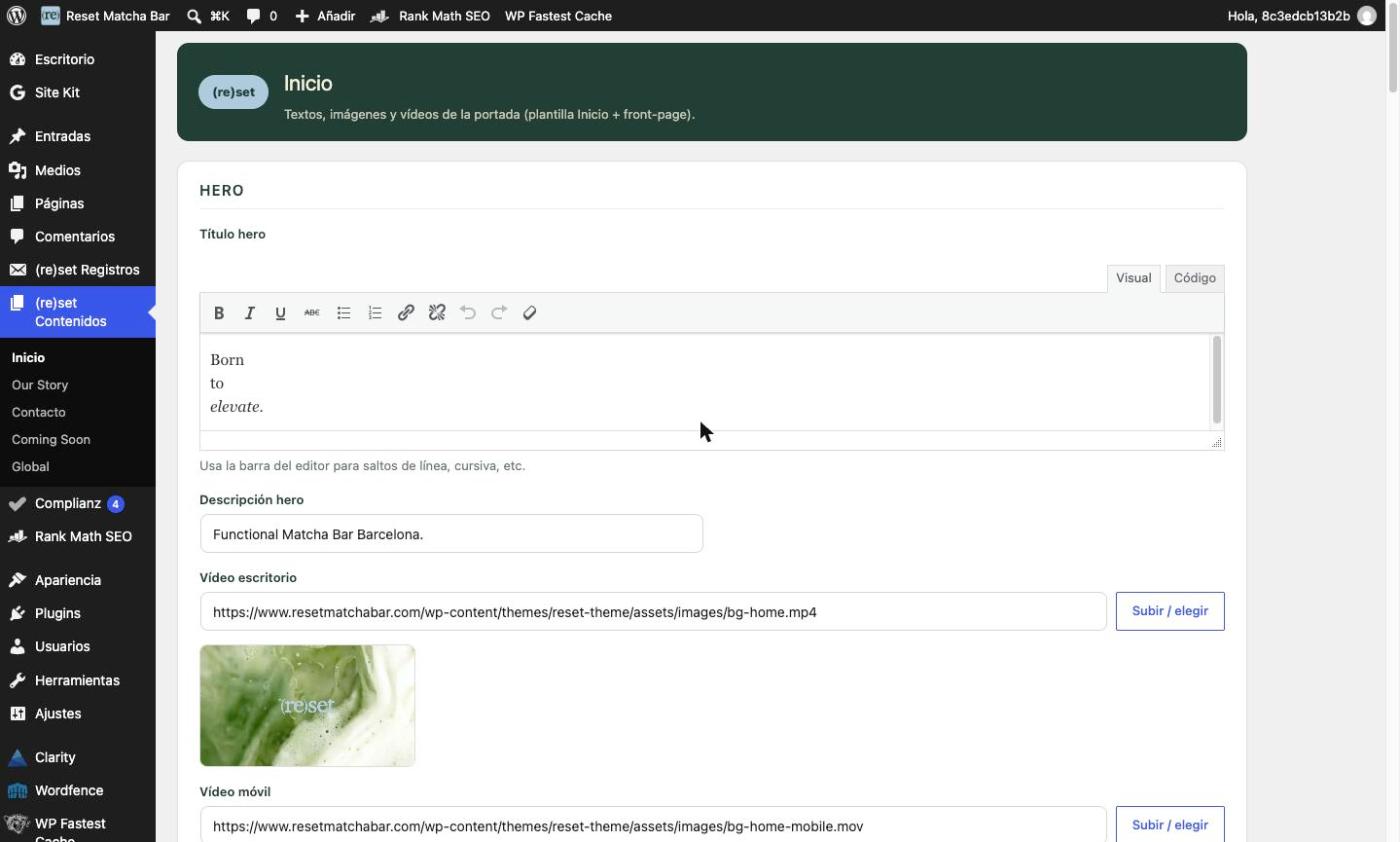 Reset Matcha Bar ⌘K 0 Añadir Rank Math SEO WP Fastest Cache Hola, 8c3edcb13b2b
Escritorio
Site Kit
Entradas
Medios
Páginas
Comentarios
(re)set Registros
(re)set
Contenidos
Inicio
Our Story
Contacto
Coming Soon
Global
Complianz 4
Rank Math SEO
Apariencia
Plugins
Usuarios
Herramientas
Ajustes
Clarity
Wordfence
WP Fastest
Cache
(re)set
Inicio
Textos, imágenes y vídeos de la portada (plantilla Inicio + front-page).
HERO
Título hero
Visual Código
B I U ABC
Born
to
elevate.
Usa la barra del editor para saltos de línea, cursiva, etc.
Descripción hero
Functional Matcha Bar Barcelona.
Vídeo escritorio
https://www.resetmatchabar.com/wp-content/themes/reset-theme/assets/images/bg-home.mp4
Subir / elegir
(re)set
Vídeo móvil
https://www.resetmatchabar.com/wp-content/themes/reset-theme/assets/images/bg-home-mobile.mov
Subir / elegir